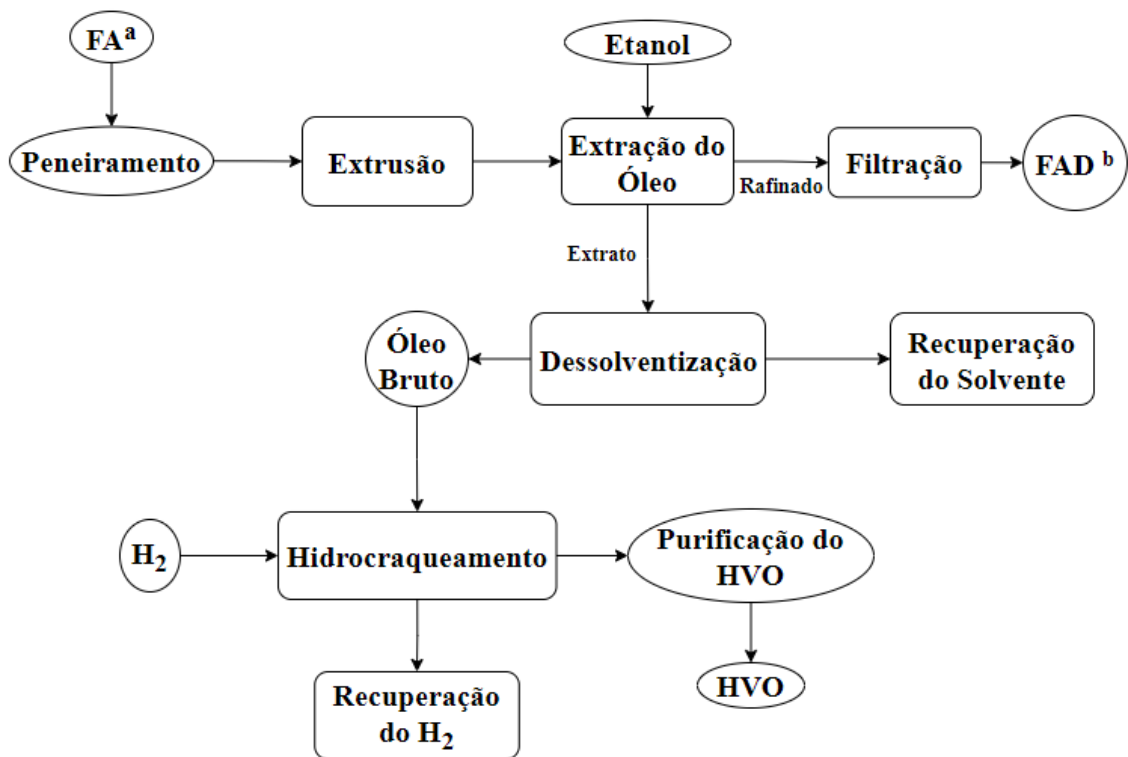 FAᵃ
Etanol
Peneiramento
Extrusão
Extração do
Óleo
Rafinado
Filtração
FAD ᵇ
Extrato
Óleo
Bruto
Dessolventização
Recuperação
do Solvente
H₂
Hidrocraqueamento
Purificação do
HVO
Recuperação
do H₂
HVO